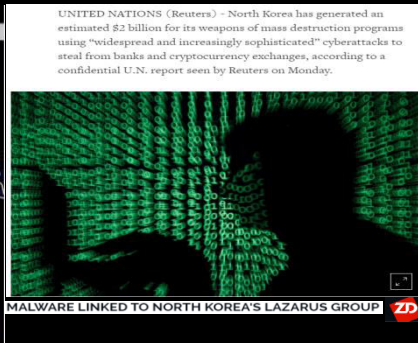 UNITED NATIONS (Reuters) - North Korea has generated an
estimated $2 billion for its weapons of mass destruction programs
using “widespread and increasingly sophisticated” cyberattacks to
steal from banks and cryptocurrency exchanges, according to a
confidential U.N. report seen by Reuters on Monday.
MALWARE LINKED TO NORTH KOREA'S LAZARUS GROUP
ZD